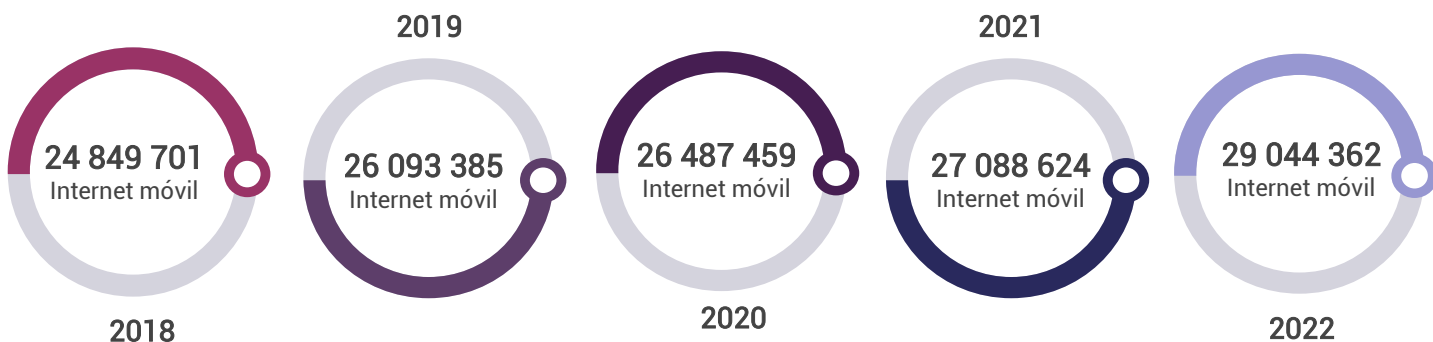 24 849 701
Internet móvil
2018
2019
26 093 385
Internet móvil
26 487 459
Internet móvil
2020
2021
27 088 624
Internet móvil
29 044 362
Internet móvil
2022